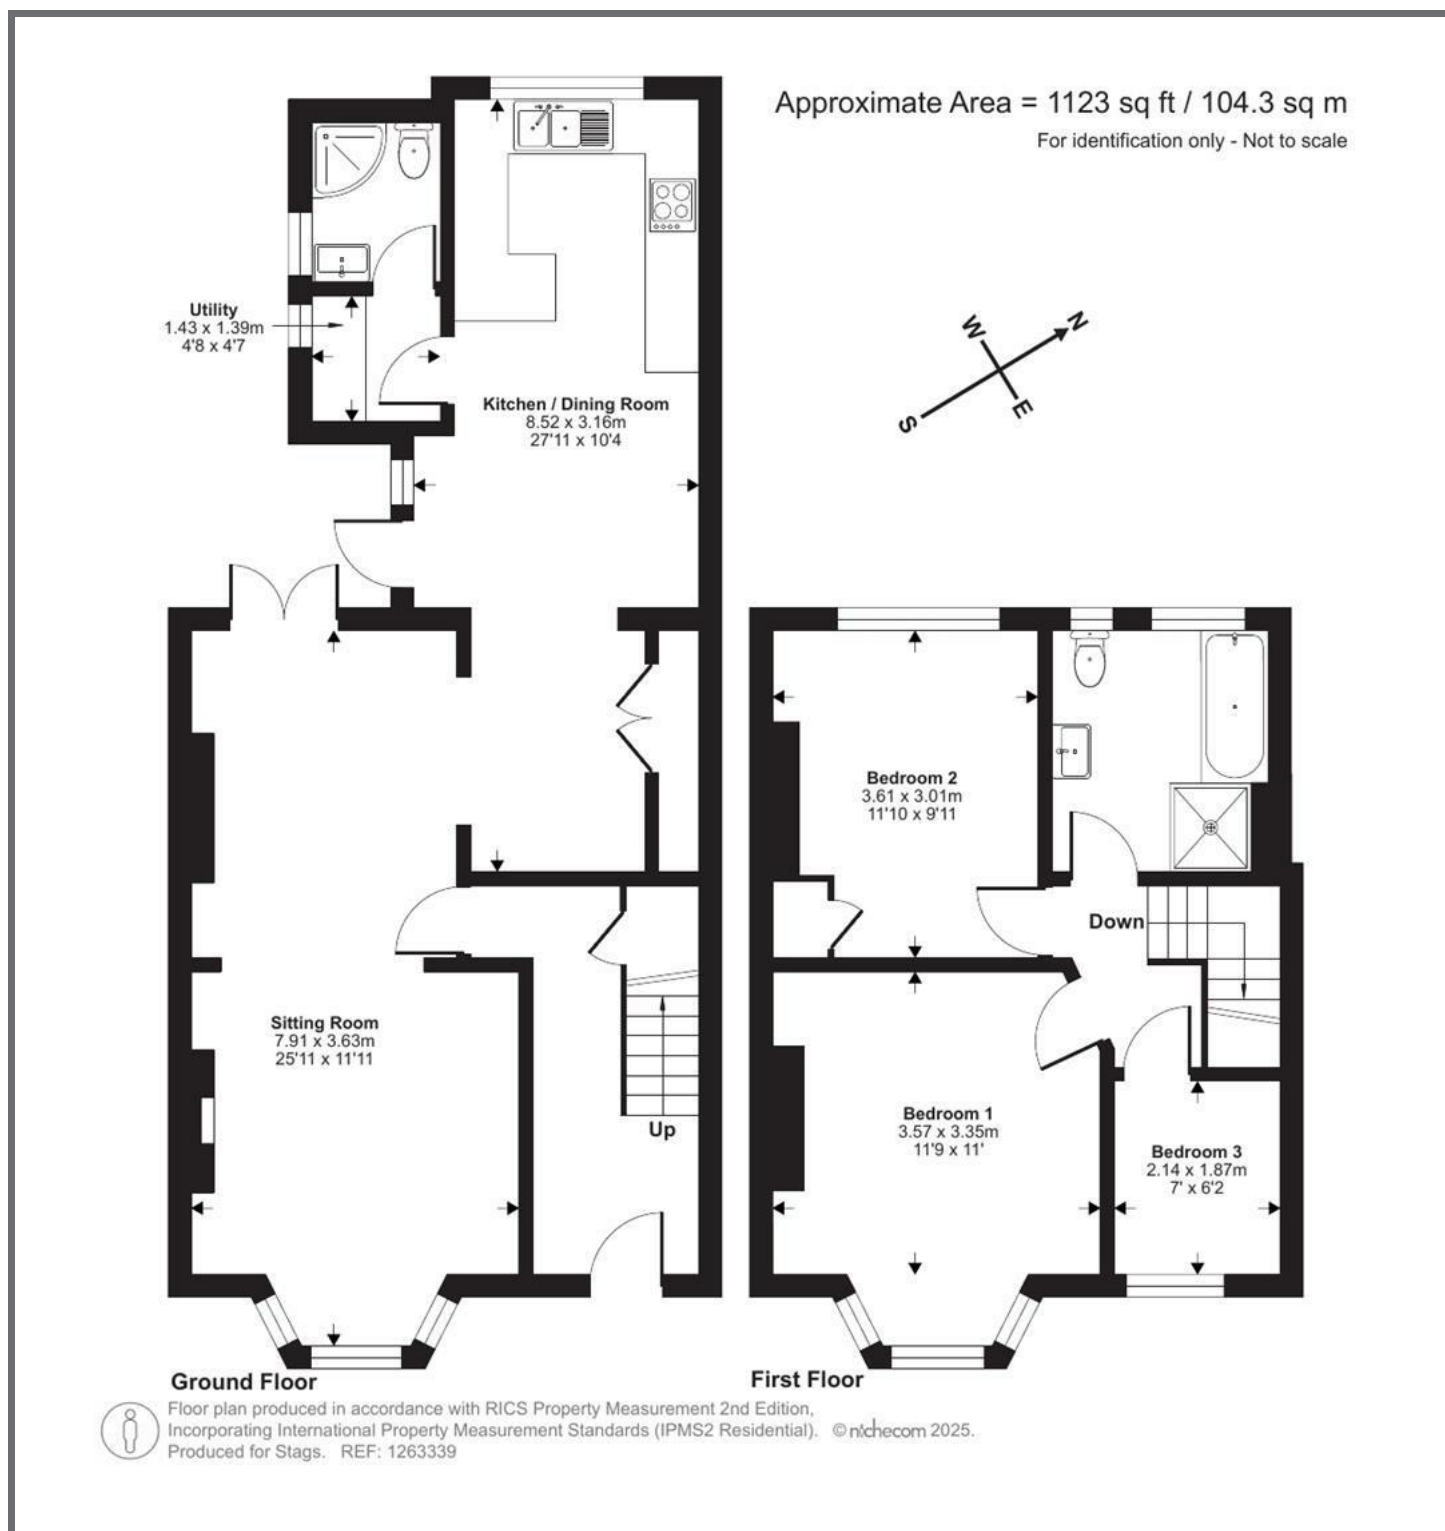 Approximate Area = 1123 sq ft / 104.3 sq m
For identification only - Not to scale
Utility
1.43 x 1.39m
4'8 x 4'7
W
N
S
E
Kitchen / Dining Room
8.52 x 3.16m
27'11 x 10'4
Bedroom 2
3.61 x 3.01m
11'10 x 9'11
Down
Sitting Room
7.91 x 3.63m
25'11 x 11'11
Up
Bedroom 1
3.57 x 3.35m
11'9 x 11'
Bedroom 3
2.14 x 1.87m
7' x 6'2
Ground Floor
First Floor
Floor plan produced in accordance with RICS Property Measurement 2nd Edition,
Incorporating International Property Measurement Standards (IPMS2 Residential). © nichecom 2025.
Produced for Stags. REF: 1263339